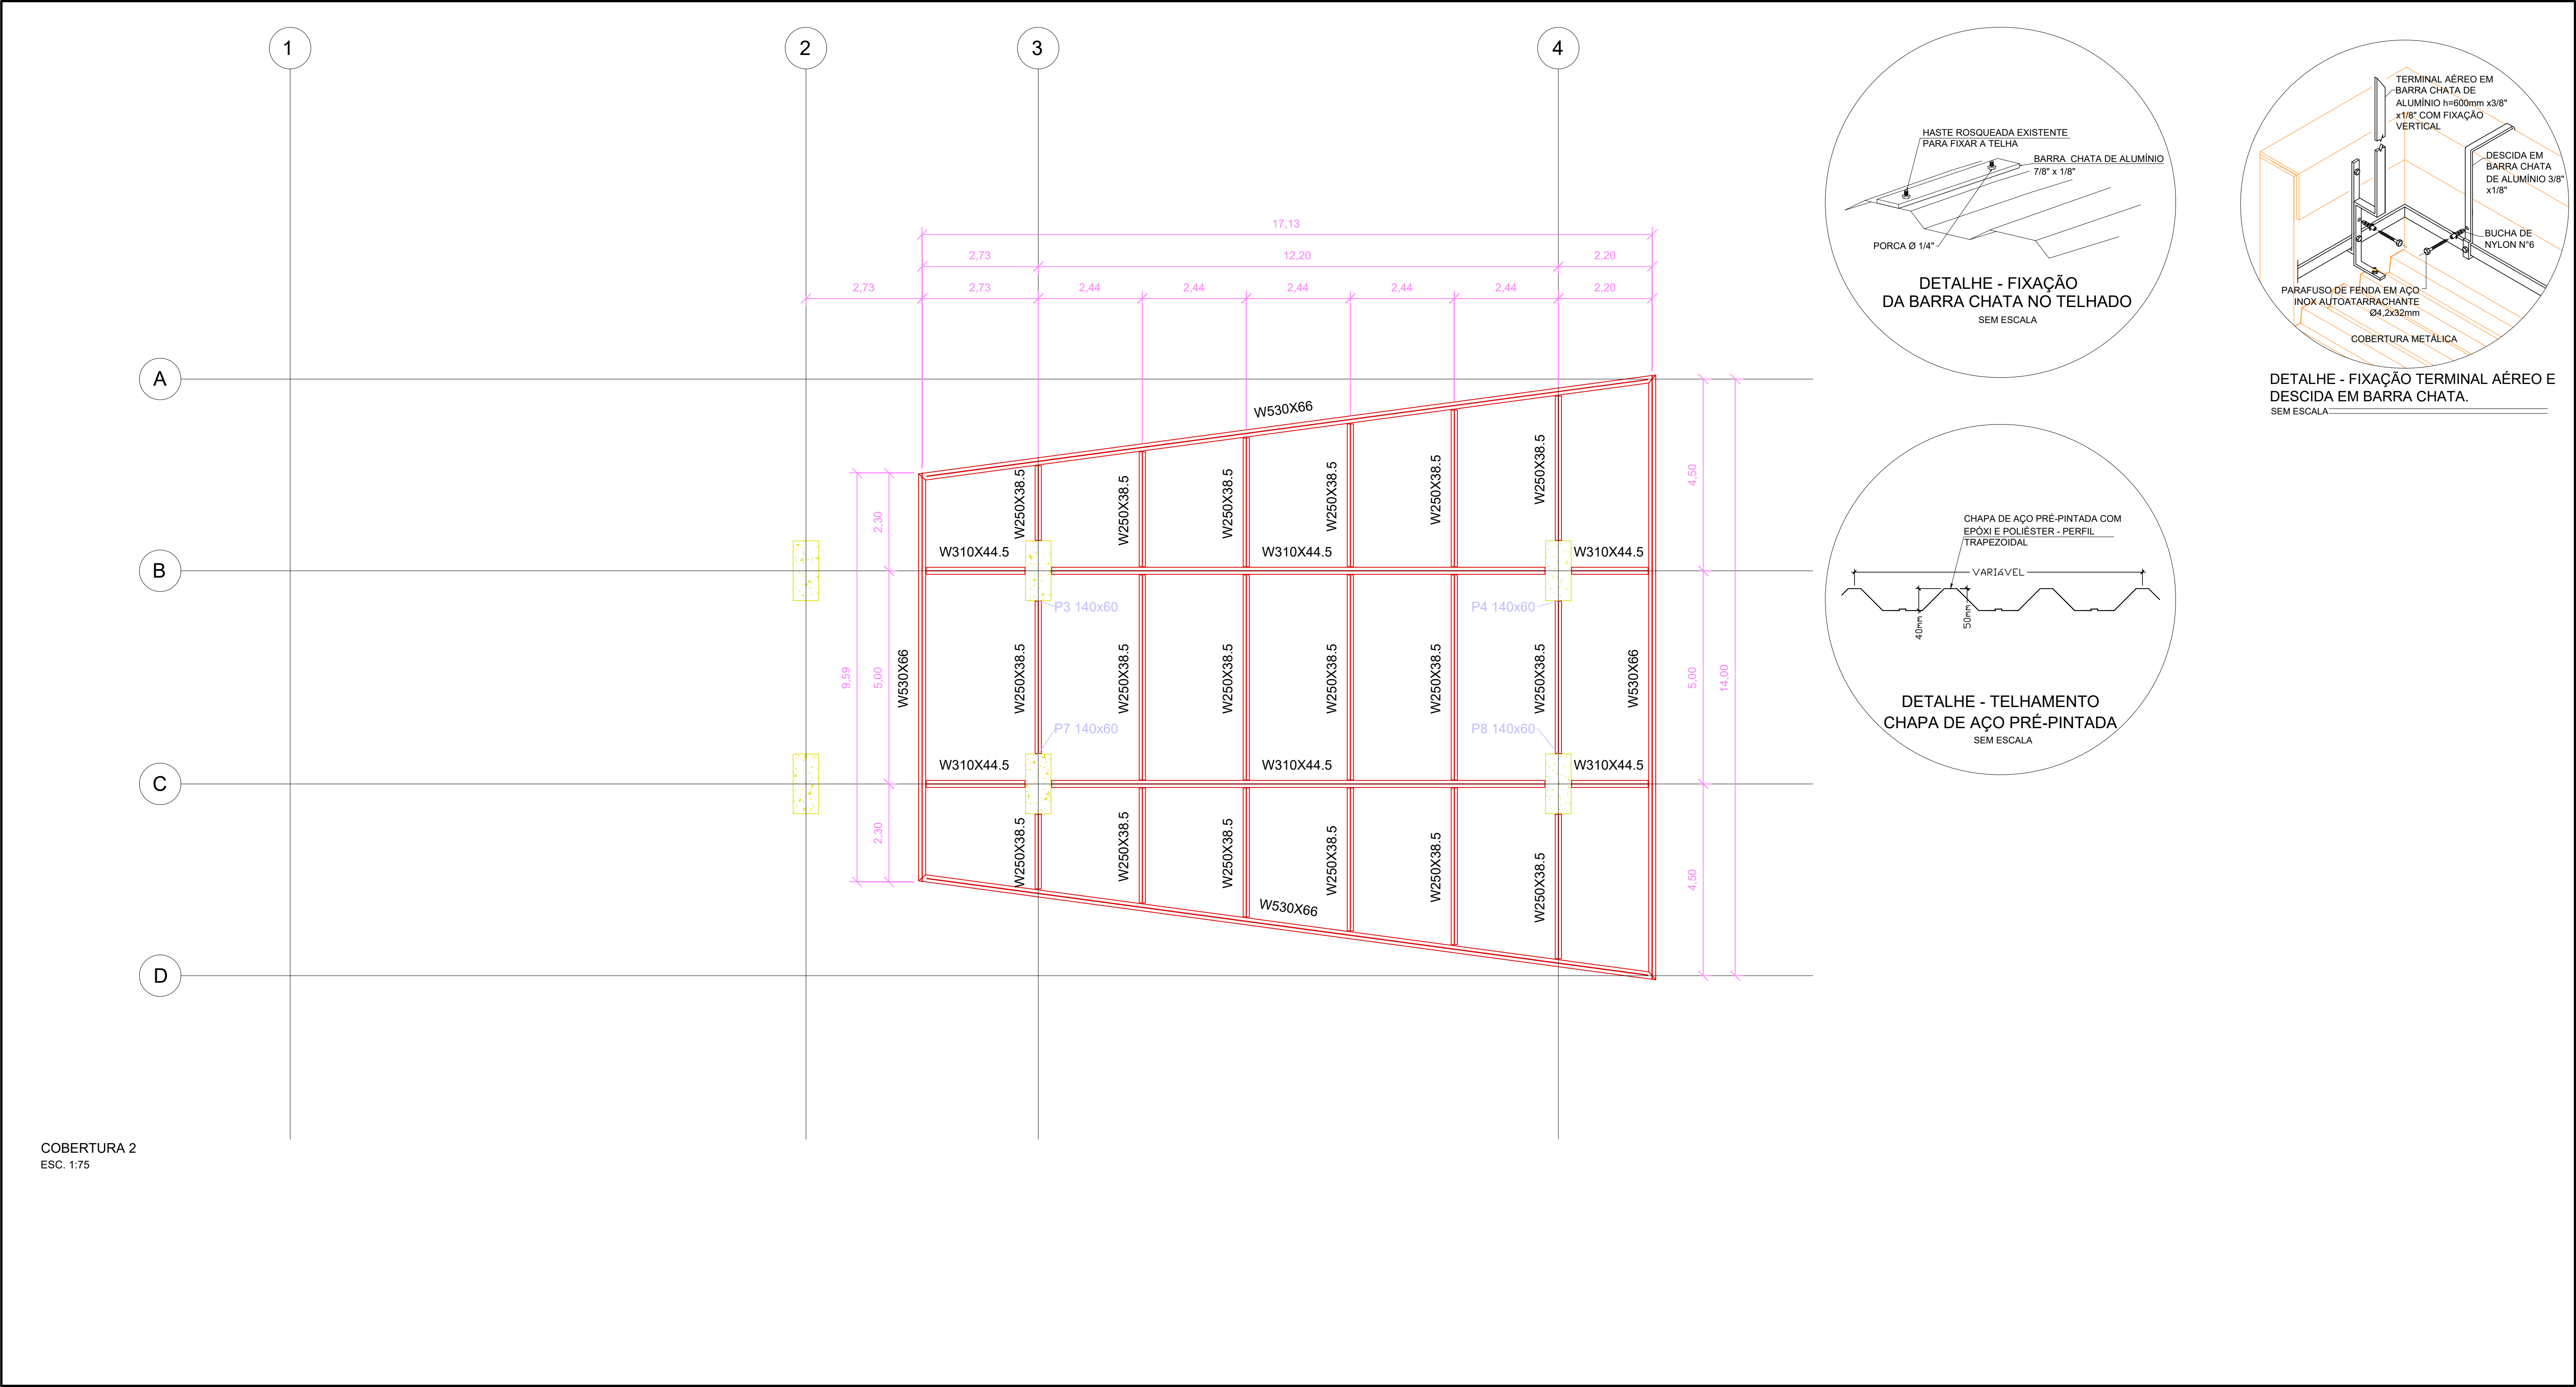 1
2
3
4
A
B
C
D
17,13
2,73
12,20
2,20
2,73
2,73
2,44
2,44
2,44
2,44
2,44
2,20
W530X66
W250X38.5
W250X38.5
W250X38.5
W250X38.5
W250X38.5
W250X38.5
2,30
4,50
W310X44.5
W310X44.5
W310X44.5
P3 140x60
P4 140x60
9,59
5,00
W530X66
W250X38.5
W250X38.5
W250X38.5
W250X38.5
W250X38.5
W250X38.5
W530X66
5,00
14,00
P7 140x60
P8 140x60
W310X44.5
W310X44.5
W310X44.5
2,30
W250X38.5
W250X38.5
W250X38.5
W250X38.5
W250X38.5
W250X38.5
4,50
W530X66
COBERTURA 2
ESC. 1:75
HASTE ROSQUEADA EXISTENTE
PARA FIXAR A TELHA
BARRA CHATA DE ALUMÍNIO
7/8" x 1/8"
PORCA Ø 1/4"
DETALHE - FIXAÇÃO
DA BARRA CHATA NO TELHADO
SEM ESCALA
TERMINAL AÉREO EM
BARRA CHATA DE
ALUMÍNIO h=600mm x3/8"
x1/8" COM FIXAÇÃO
VERTICAL
DESCIDA EM
BARRA CHATA
DE ALUMÍNIO 3/8"
x1/8"
BUCHA DE
NYLON N°6
PARAFUSO DE FENDA EM AÇO
INOX AUTOATARRACHANTE
Ø4,2x32mm
COBERTURA METÁLICA
DETALHE - FIXAÇÃO TERMINAL AÉREO E
DESCIDA EM BARRA CHATA.
SEM ESCALA
CHAPA DE AÇO PRÉ-PINTADA COM
EPÓXI E POLIÉSTER - PERFIL
TRAPEZOIDAL
VARIáVEL
40mm
50mm
DETALHE - TELHAMENTO
CHAPA DE AÇO PRÉ-PINTADA
SEM ESCALA